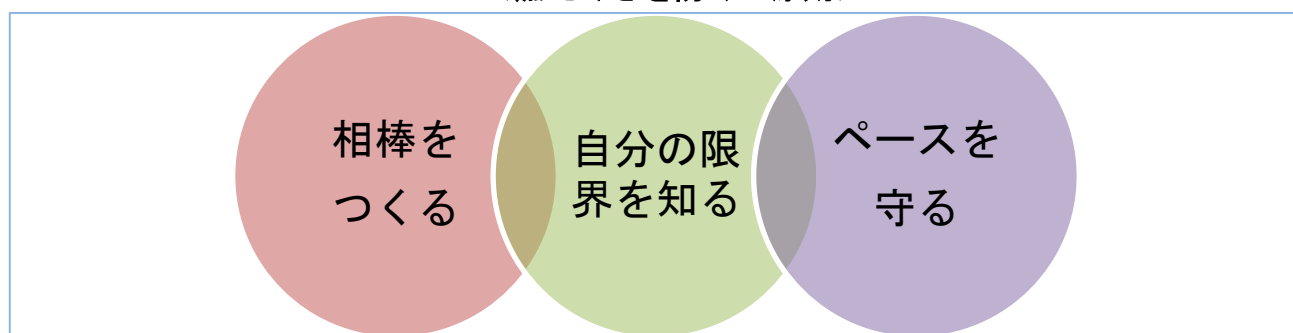 相棒を
つくる
自分の限
界を知る
ペースを
守る